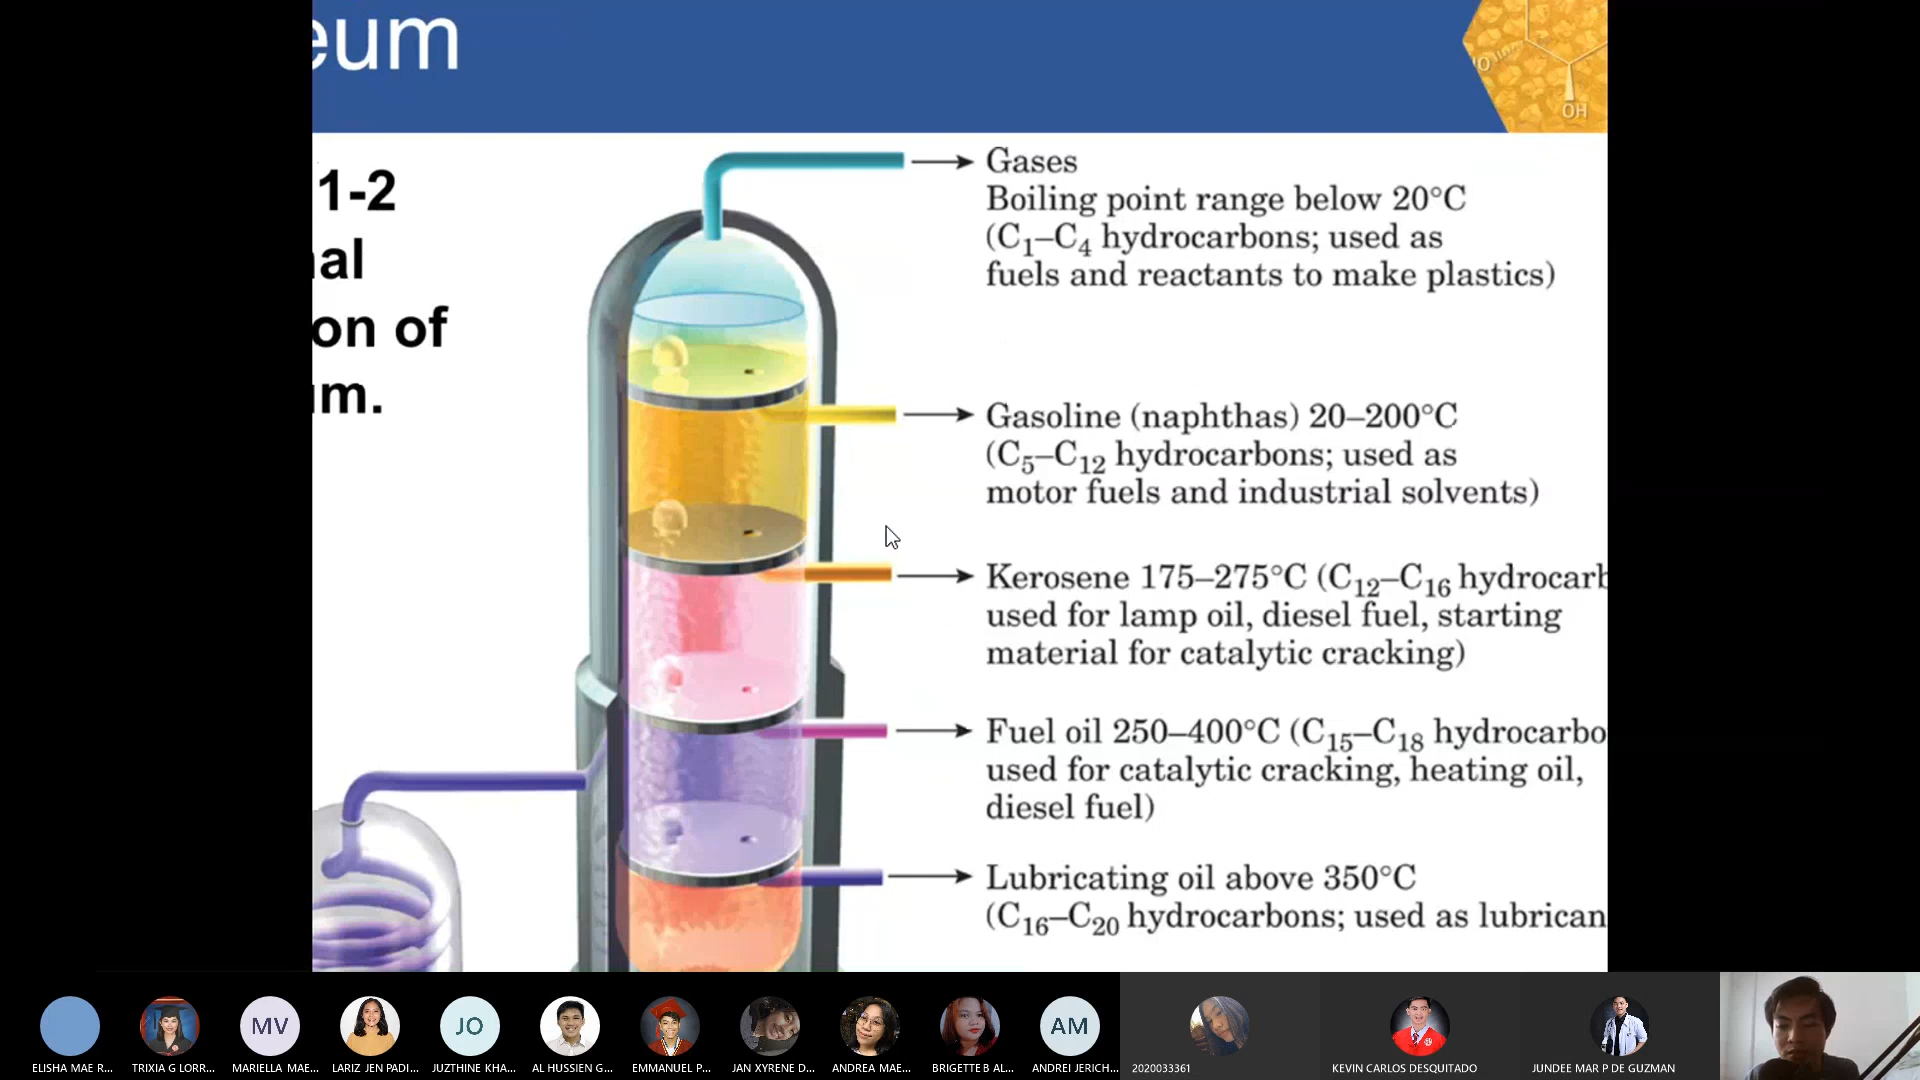 eum
HO
OH
1-2
al
on of
um.
Gases
Boiling point range below 20°C
(C₁–C₄ hydrocarbons; used as
fuels and reactants to make plastics)
Gasoline (naphthas) 20–200°C
(C₅–C₁₂ hydrocarbons; used as
motor fuels and industrial solvents)
Kerosene 175–275°C (C₁₂–C₁₆ hydrocarb
used for lamp oil, diesel fuel, starting
material for catalytic cracking)
Fuel oil 250–400°C (C₁₅–C₁₈ hydrocarbo
used for catalytic cracking, heating oil,
diesel fuel)
Lubricating oil above 350°C
(C₁₆–C₂₀ hydrocarbons; used as lubrican
MV
JO
AM
ELISHA MAE R...
TRIXIA G LORR...
MARIELLA MAE...
LARIZ JEN PADI...
JUZTHINE KHA...
AL HUSSIEN G...
EMMANUEL P...
JAN XYRENE D...
ANDREA MAE...
BRIGETTE B AL...
ANDREI JERICH...
2020033361
KEVIN CARLOS DESQUITADO
JUNDEE MAR P DE GUZMAN